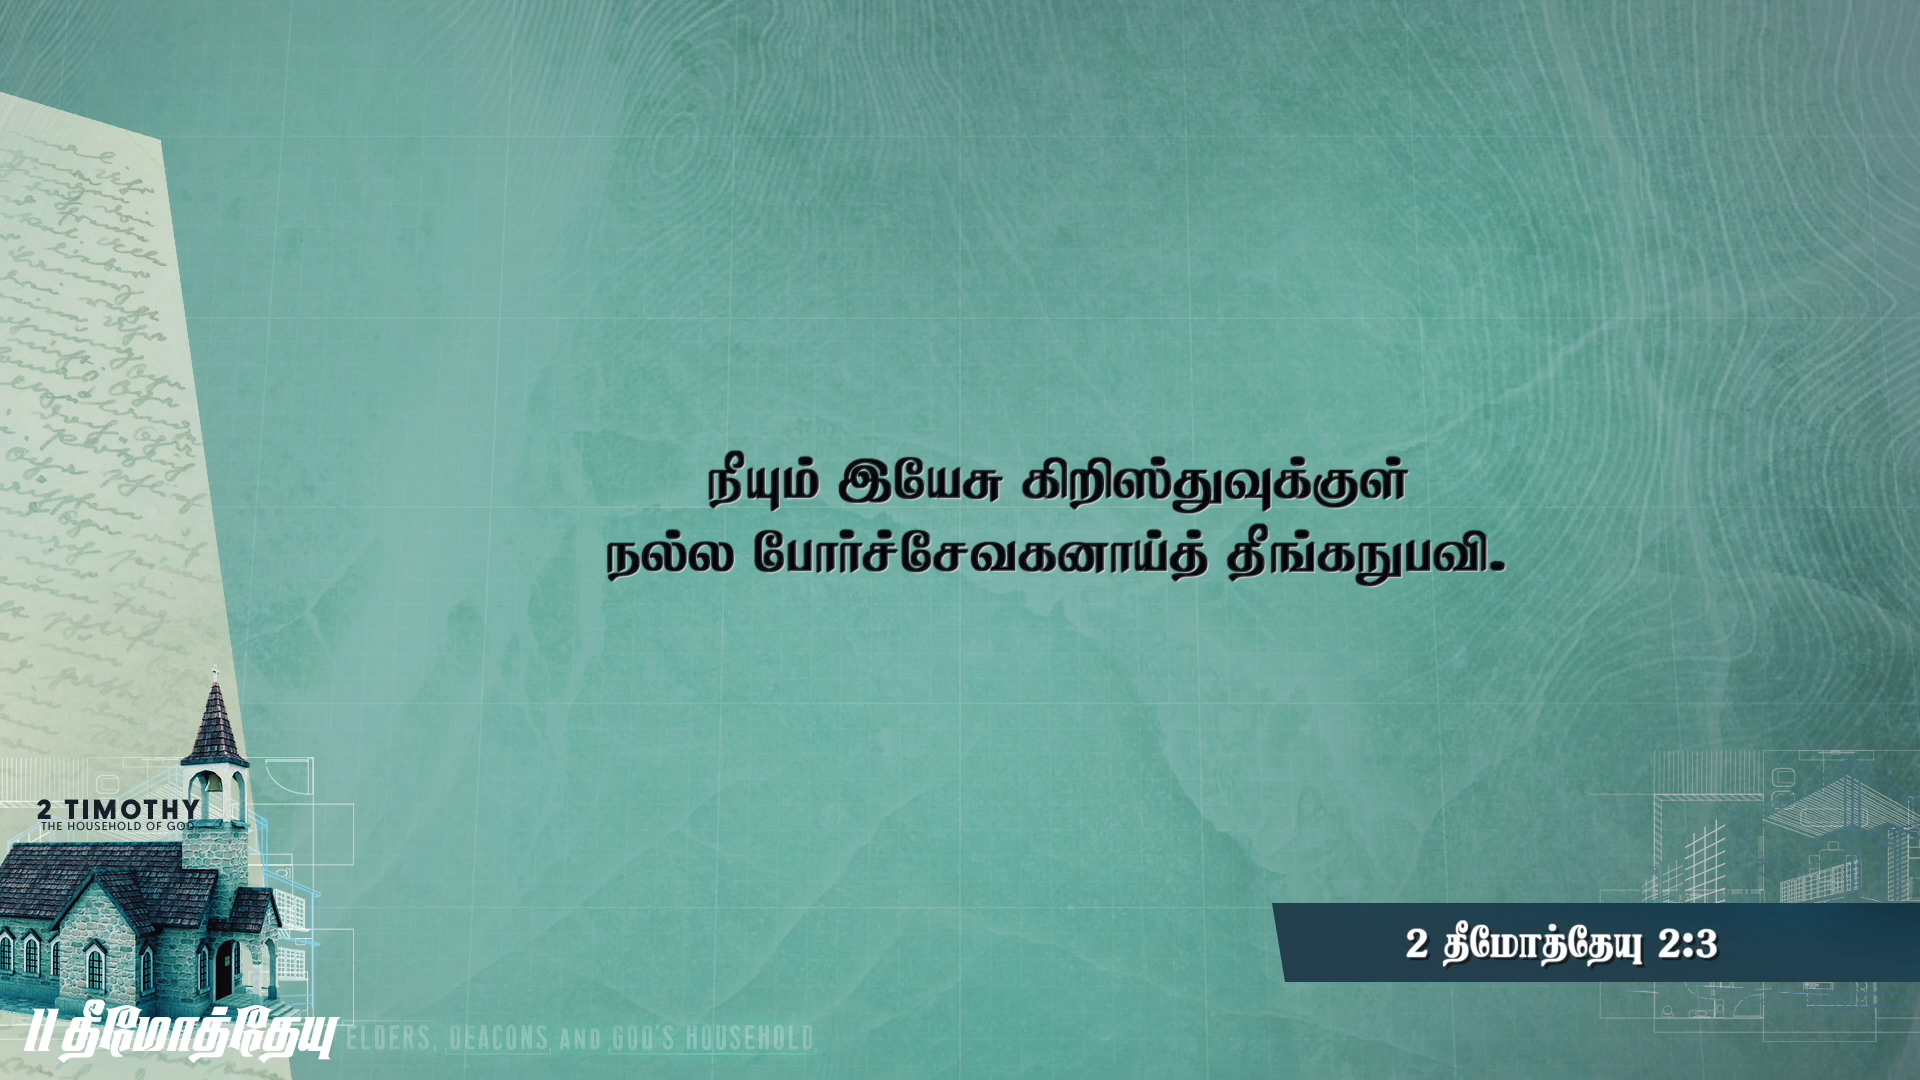 நீயும் இயேசு கிறிஸ்துவுக்குள்
நல்ல போர்ச்சேவகனாய்த் தீங்கநுபவி.
2 TIMOTHY
THE HOUSEHOLD OF GOD
2 தீமோத்தேயு 2:3
II தீமோத்தேயு
ELDERS, DEACONS AND GOD'S HOUSEHOLD